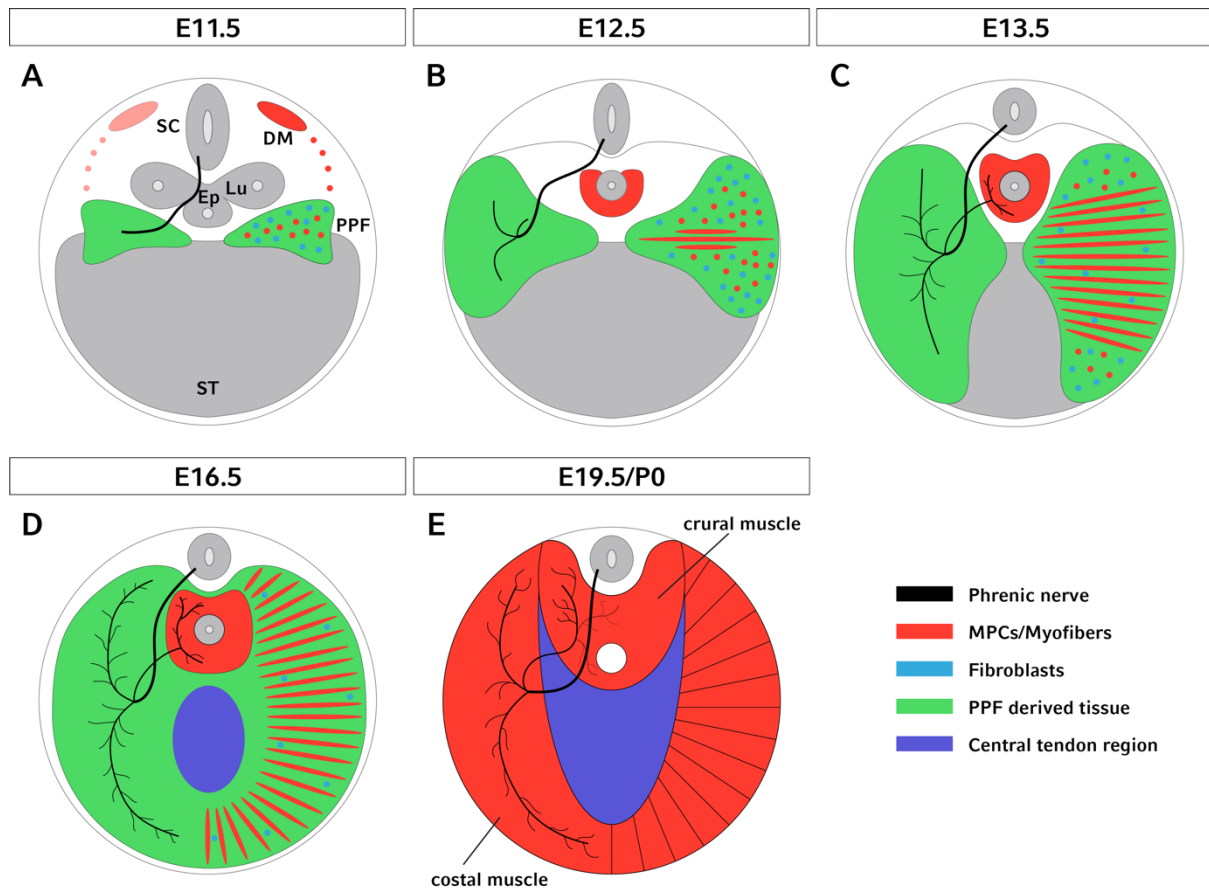 E11.5
E12.5
E13.5
A
SC
DM
Lu
Ep
PPF
ST
B
C
E16.5
E19.5/P0
D
E
crural muscle
costal muscle
Phrenic nerve
MPCs/Myofibers
Fibroblasts
PPF derived tissue
Central tendon region